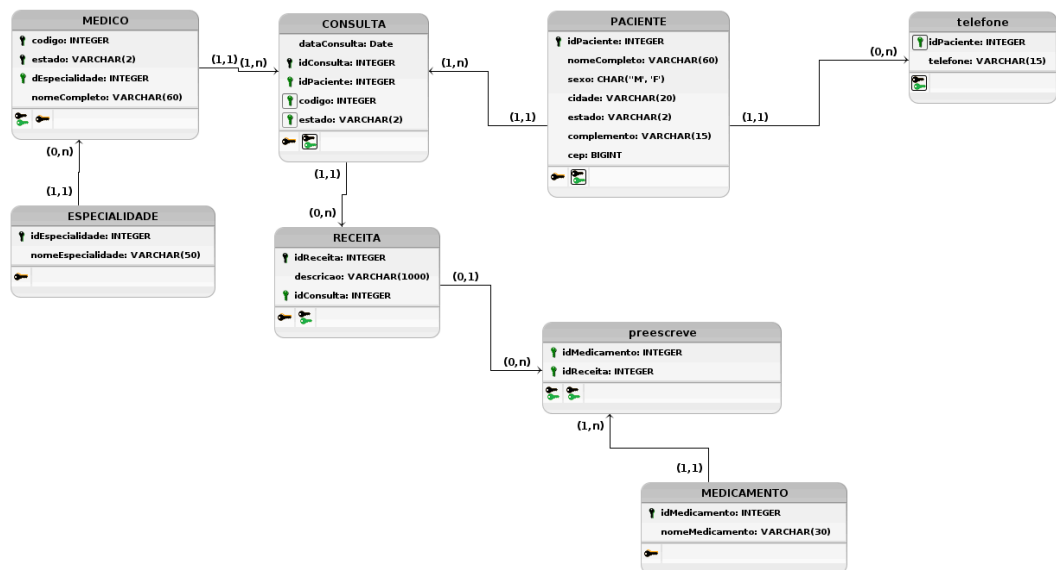 MEDICO
codigo: INTEGER
estado: VARCHAR(2)
dEspecialidade: INTEGER
nomeCompleto: VARCHAR(60)
(1,1)
(1,n)
CONSULTA
dataConsulta: Date
idConsulta: INTEGER
idPaciente: INTEGER
codigo: INTEGER
estado: VARCHAR(2)
(1,n)
(1,1)
PACIENTE
idPaciente: INTEGER
nomeCompleto: VARCHAR(60)
sexo: CHAR("M', 'F')
cidade: VARCHAR(20)
estado: VARCHAR(2)
complemento: VARCHAR(15)
cep: BIGINT
(1,1)
(0,n)
telefone
idPaciente: INTEGER
telefone: VARCHAR(15)
(0,n)
(1,1)
ESPECIALIDADE
idEspecialidade: INTEGER
nomeEspecialidade: VARCHAR(50)
(1,1)
(0,n)
RECEITA
idReceita: INTEGER
descricao: VARCHAR(1000)
idConsulta: INTEGER
(0,1)
(0,n)
preescreve
idMedicamento: INTEGER
idReceita: INTEGER
(1,n)
(1,1)
MEDICAMENTO
idMedicamento: INTEGER
nomeMedicamento: VARCHAR(30)